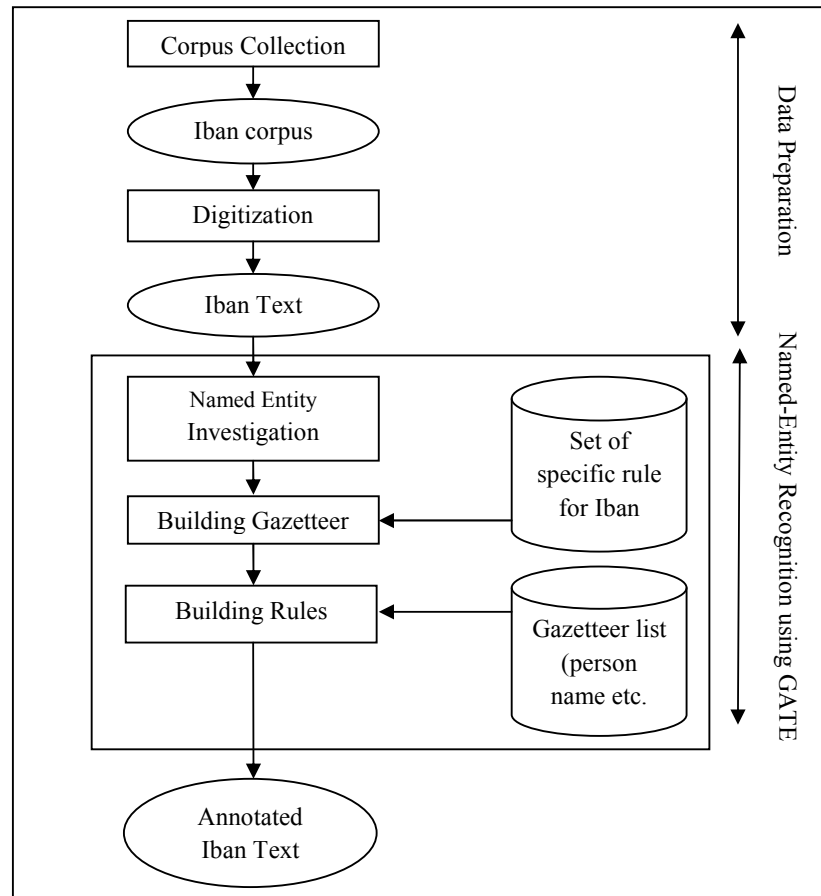 Corpus Collection
Iban corpus
Digitization
Iban Text
Named Entity
Investigation
Building Gazetteer
Building Rules
Annotated
Iban Text
Set of
specific rule
for Iban
Gazetteer list
(person
name etc.
Data Preparation
Named-Entity Recognition using GATE